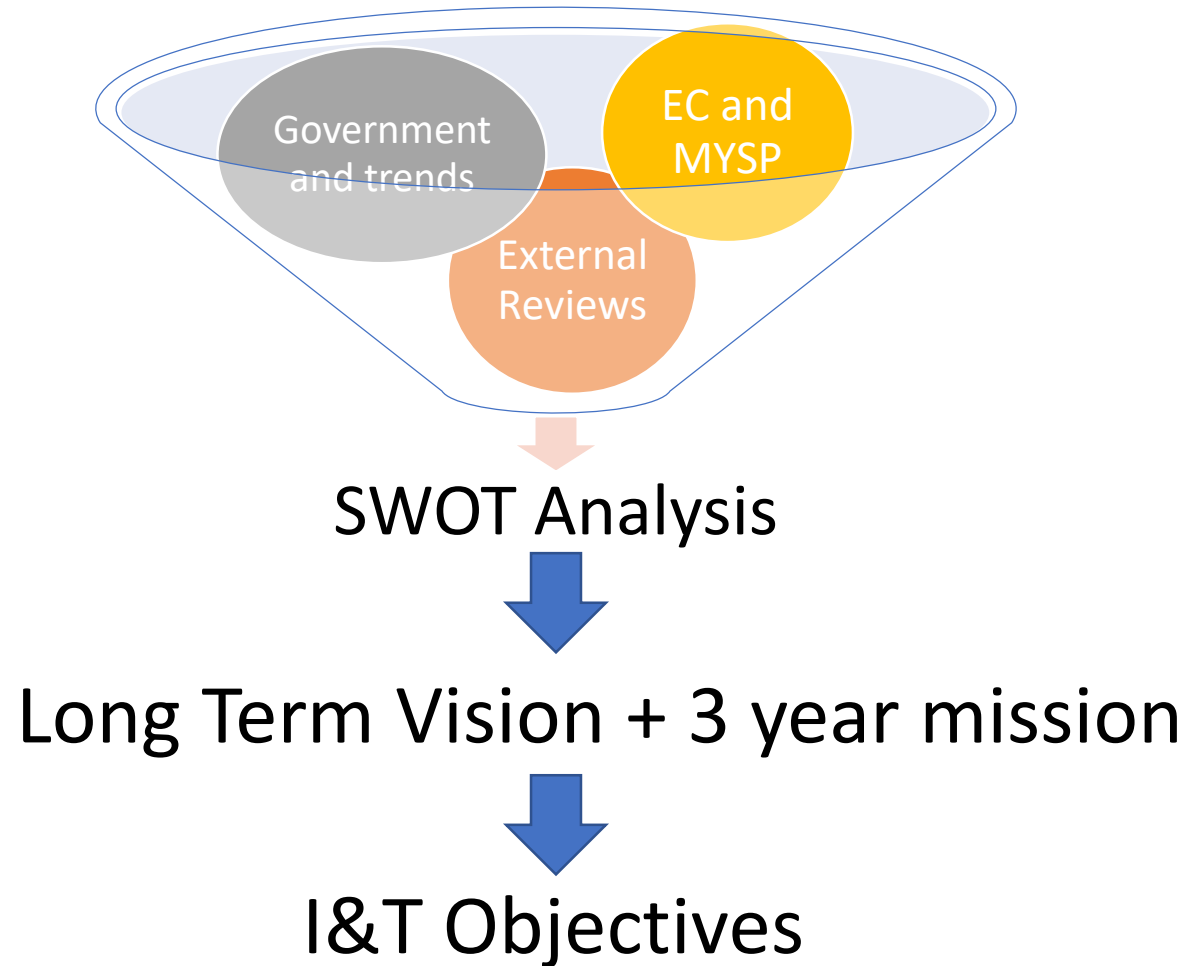 Government
and trends
EC and
MYSP
External
Reviews
SWOT Analysis
Long Term Vision + 3 year mission
I&T Objectives